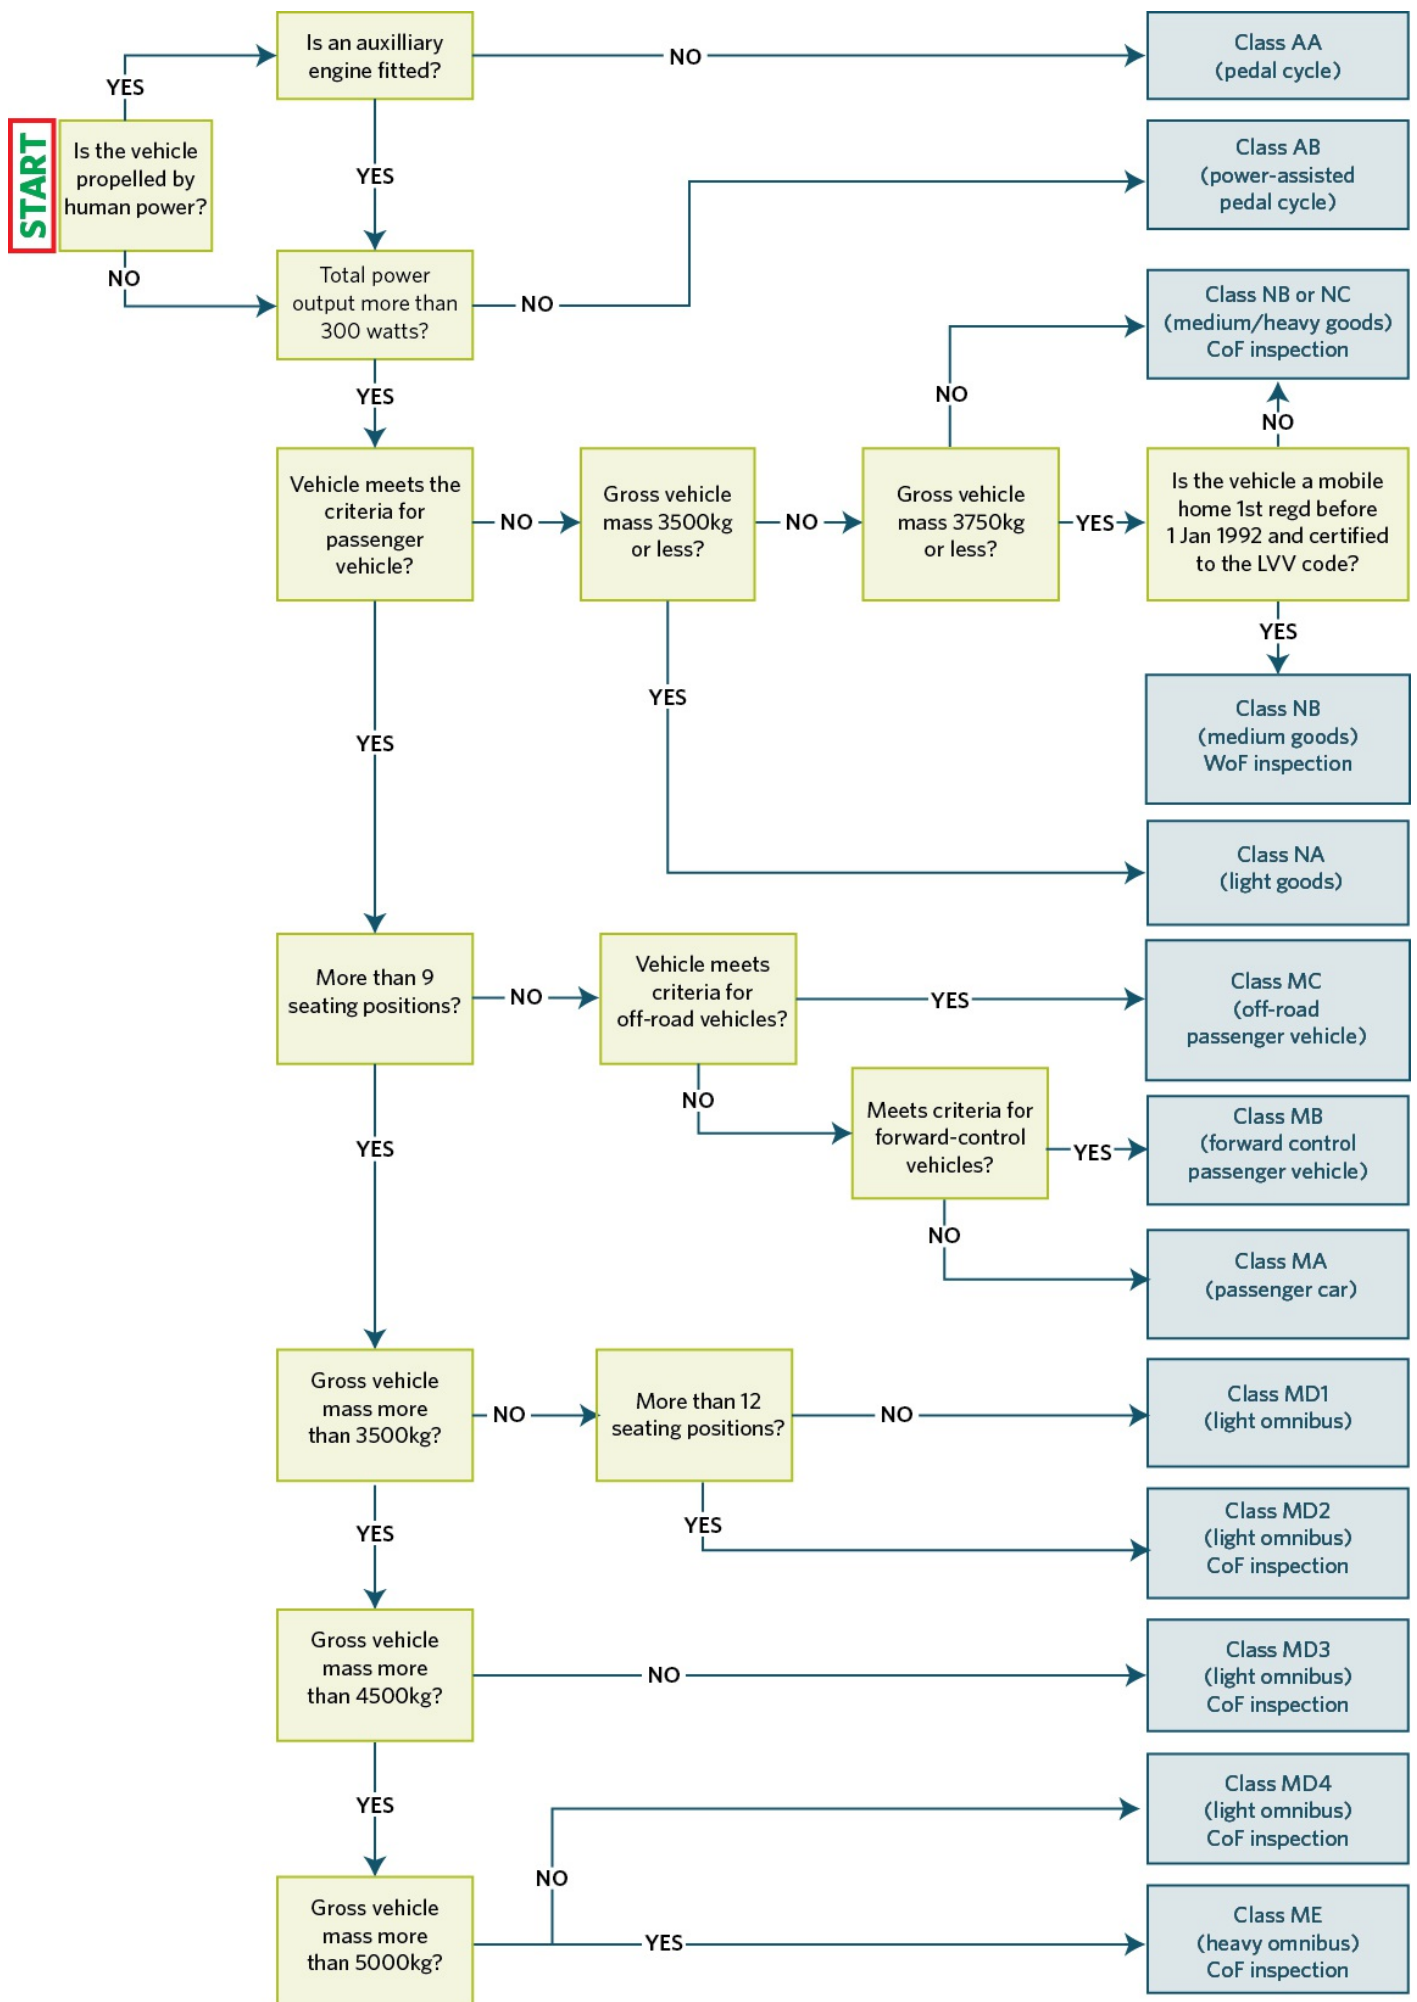 Is an auxilliary
engine fitted?
NO
Class AA
(pedal cycle)
YES
START
Is the vehicle
propelled by
human power?
YES
Class AB
(power-assisted
pedal cycle)
NO
Total power
output more than
300 watts?
NO
Class NB or NC
(medium/heavy goods)
CoF inspection
YES
NO
NO
Vehicle meets the
criteria for
passenger
vehicle?
NO
Gross vehicle
mass 3500kg
or less?
NO
Gross vehicle
mass 3750kg
or less?
YES
Is the vehicle a mobile
home 1st regd before
1 Jan 1992 and certified
to the LVV code?
YES
YES
YES
Class NB
(medium goods)
WoF inspection
Class NA
(light goods)
More than 9
seating positions?
NO
Vehicle meets
criteria for
off-road vehicles?
YES
Class MC
(off-road
passenger vehicle)
NO
YES
Meets criteria for
forward-control
vehicles?
YES
Class MB
(forward control
passenger vehicle)
NO
Class MA
(passenger car)
Gross vehicle
mass more
than 3500kg?
NO
More than 12
seating positions?
NO
Class MD1
(light omnibus)
YES
YES
Class MD2
(light omnibus)
CoF inspection
Gross vehicle
mass more
than 4500kg?
NO
Class MD3
(light omnibus)
CoF inspection
YES
Class MD4
(light omnibus)
CoF inspection
NO
Gross vehicle
mass more
than 5000kg?
YES
Class ME
(heavy omnibus)
CoF inspection